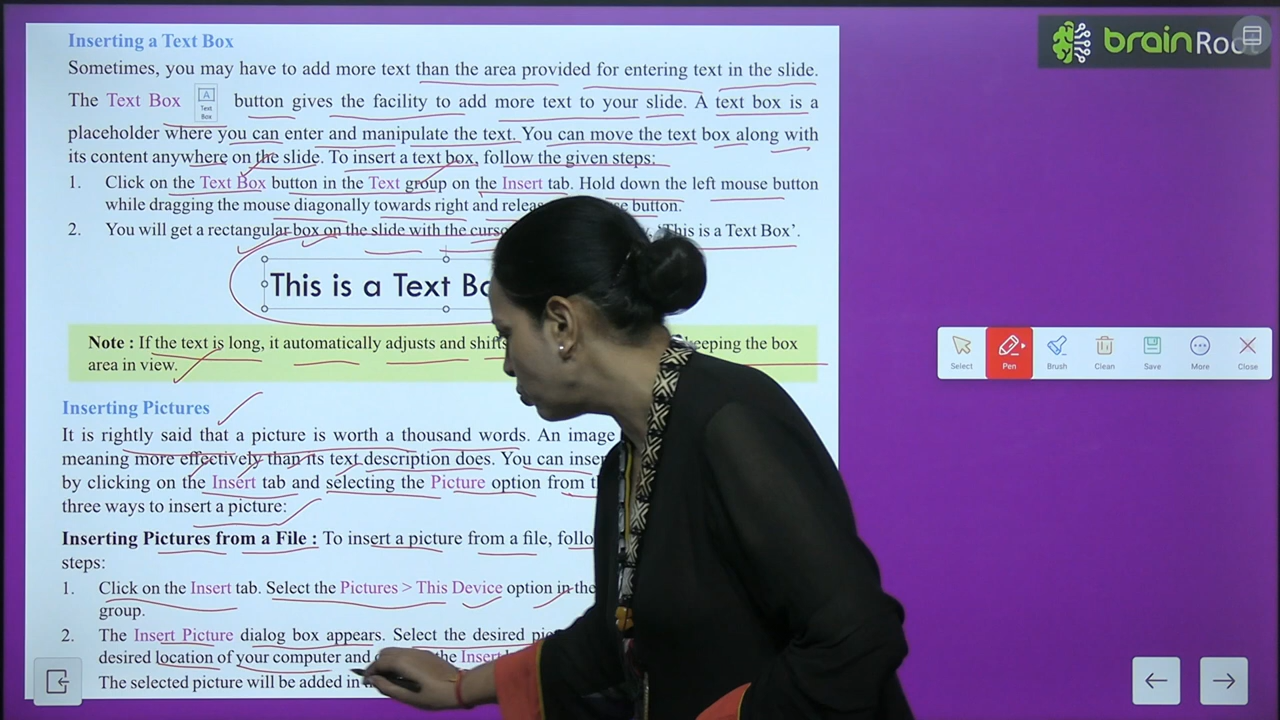 Inserting a Text Box
brainRoot
Sometimes, you may have to add more text than the area provided for entering text in the slide.
The Text Box A Text Box button gives the facility to add more text to your slide. A text box is a
placeholder where you can enter and manipulate the text. You can move the text box along with
its content anywhere on the slide. To insert a text box, follow the given steps:
1. Click on the Text Box button in the Text group on the Insert tab. Hold down the left mouse button
while dragging the mouse diagonally towards right and button.
2. You will get a rectangular box on the slide with the 'This is a Text Box'.
This is a Text
Note : If the text is long, it automatically adjusts and keeping the box
area in view.
Select Pen Brush Clean Save More Close
Inserting Pictures
It is rightly said that a picture is worth a thousand words. An image
meaning more effectively than its text description does. You can
by clicking on the Insert tab and selecting the Picture option from
three ways to insert a picture:
Inserting Pictures from a File : To insert a picture from a file,
steps:
1. Click on the Insert tab. Select the Pictures > This Device option in the
group.
2. The Insert Picture dialog box appears. Select the desired
desired location of your computer and the Insert
The selected picture will be added in